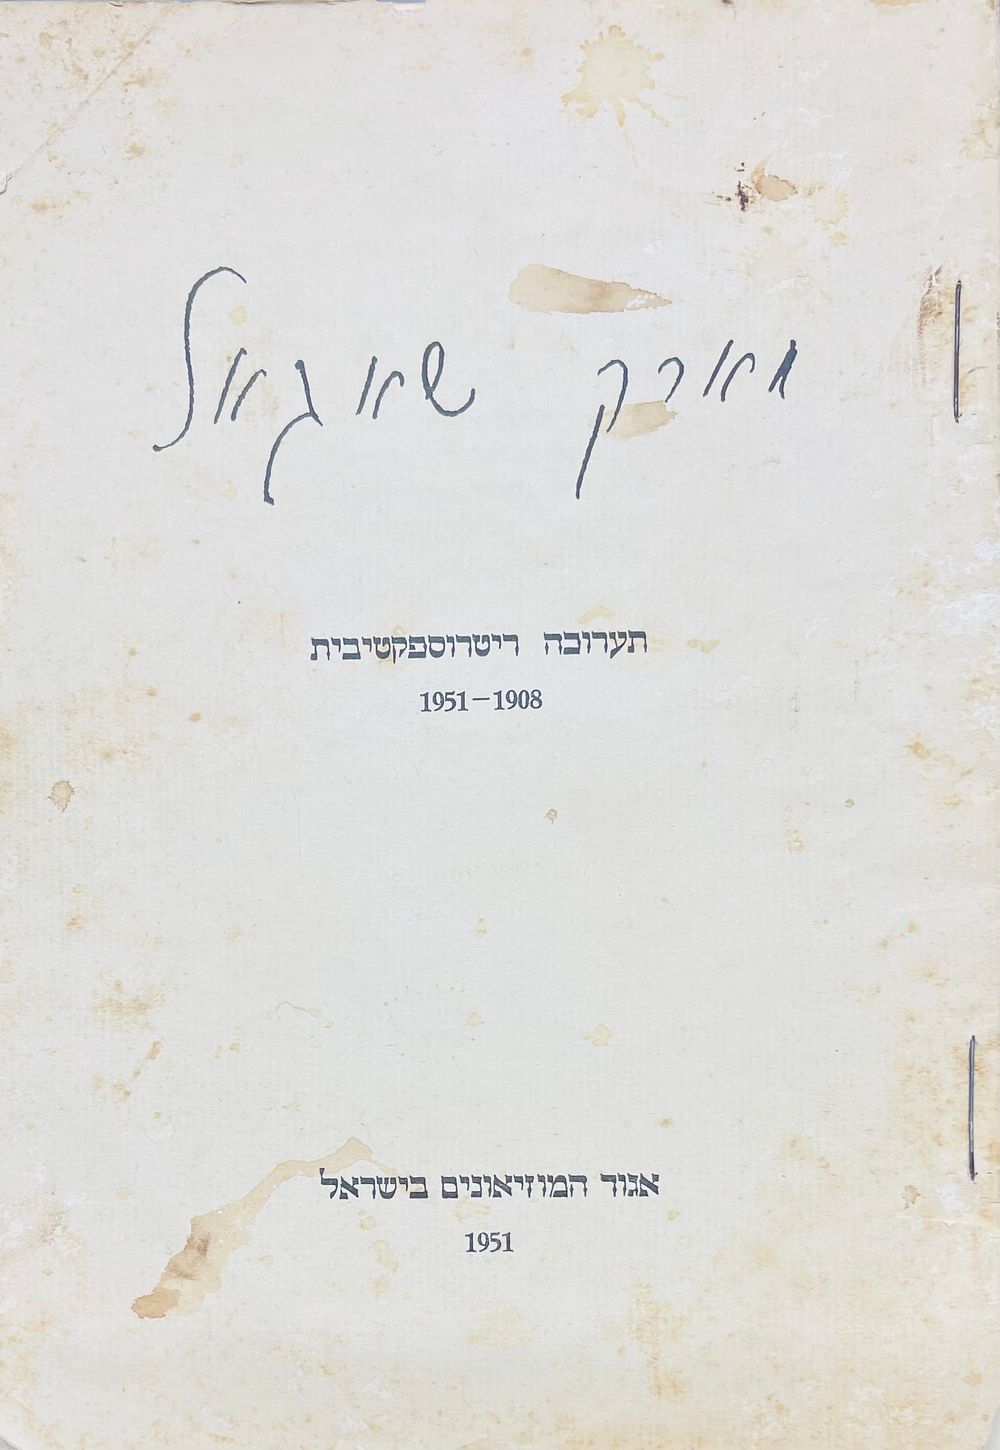 מארק שאגאל
תערוכה ריטרוספקטיבית
1951–1908
אגוד המוזיאונים בישראל
1951